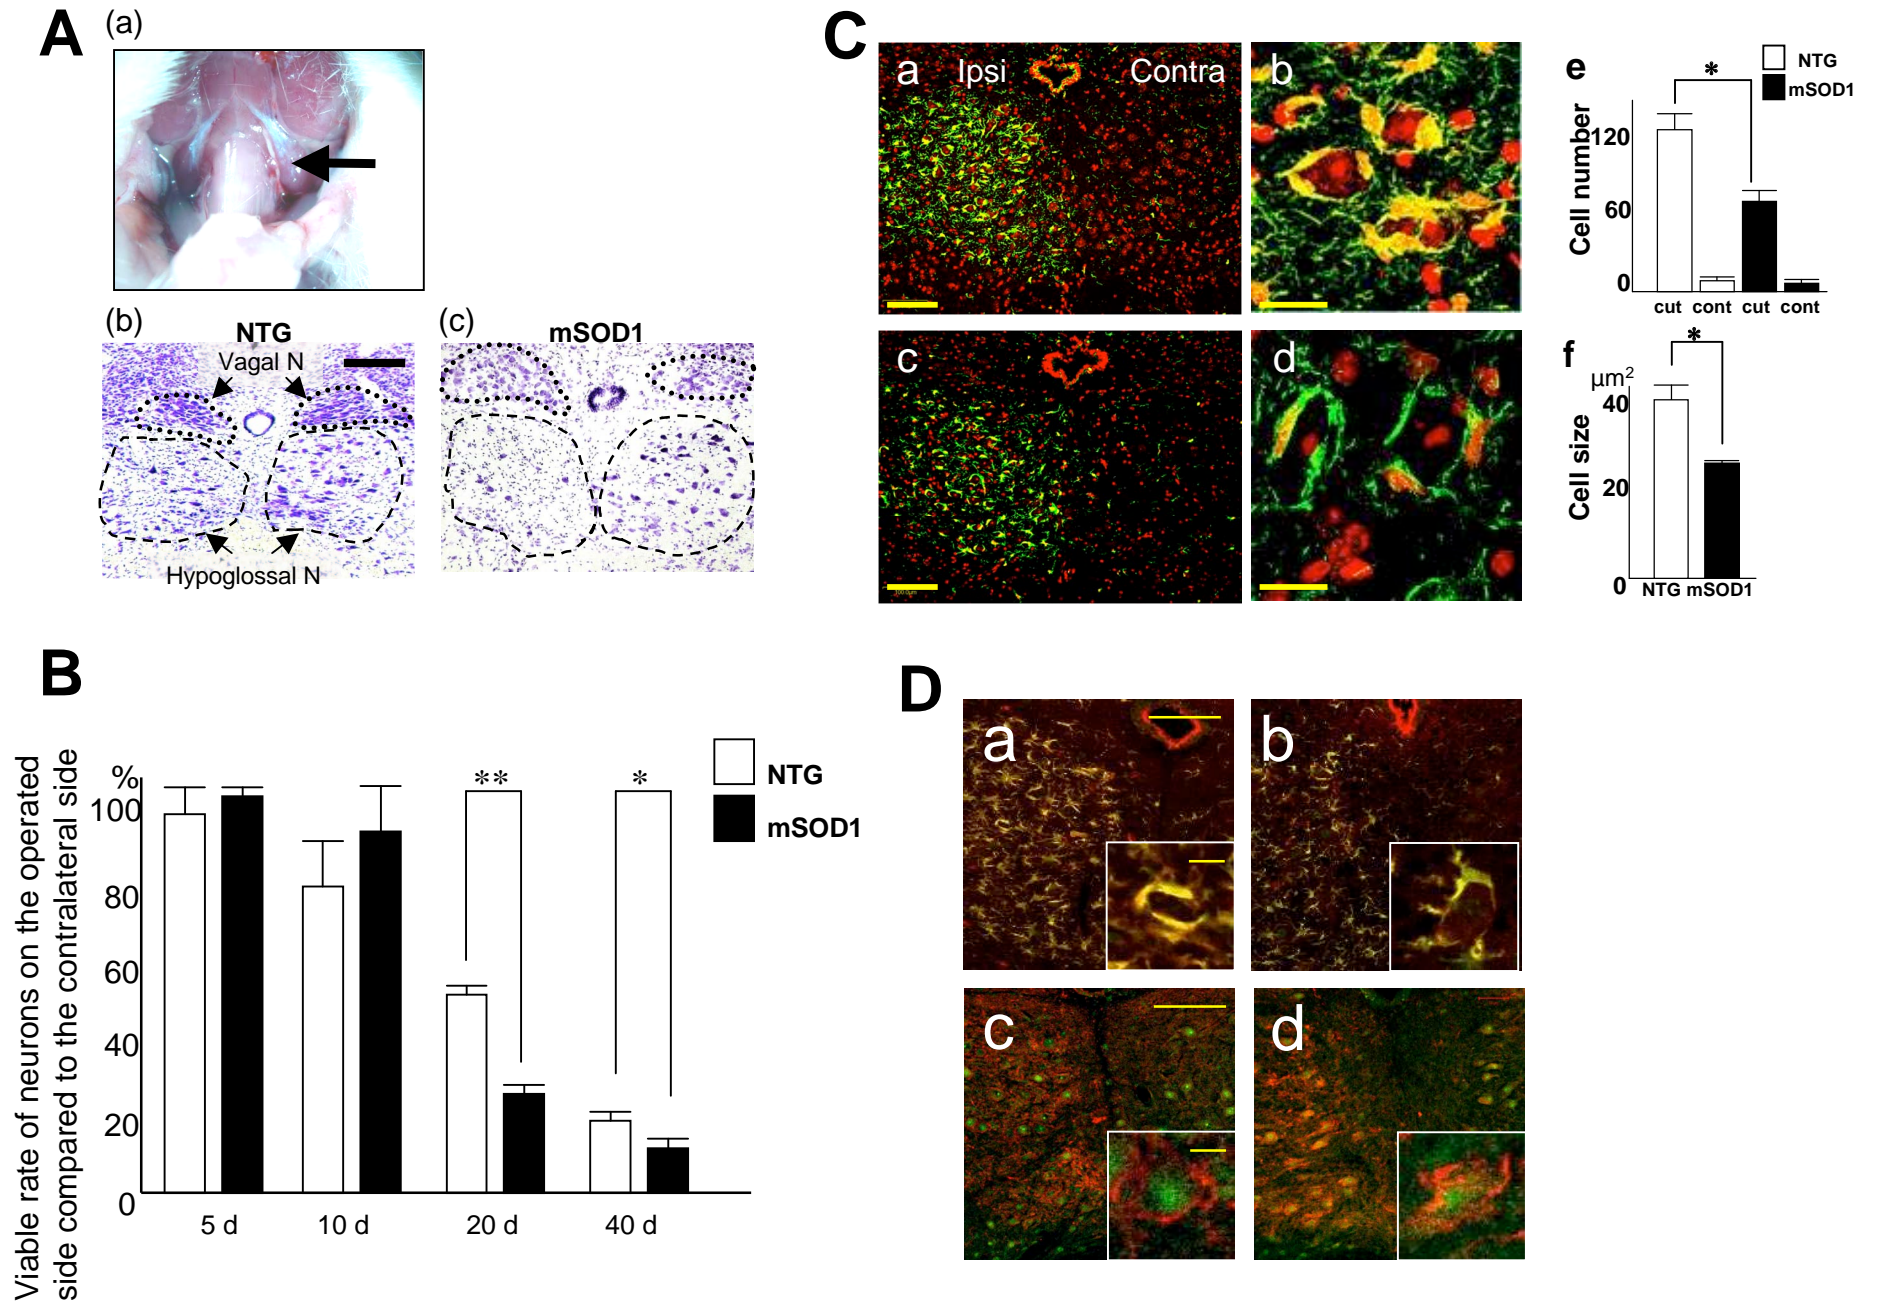 A
(a)
(b)
NTG
Vagal N
Hypoglossal N
(c)
mSOD1
B
Viable rate of neurons on the operated
side compared to the contralateral side
%
100
80
60
40
20
0
5 d
10 d
20 d
40 d
**
*
NTG
mSOD1
C
a
Ipsi
Contra
b
c
d
e
NTG
mSOD1
*
Cell number
120
60
0
cut cont cut cont
f
*
µm²
Cell size
40
20
0
NTG mSOD1
D
a
b
c
d